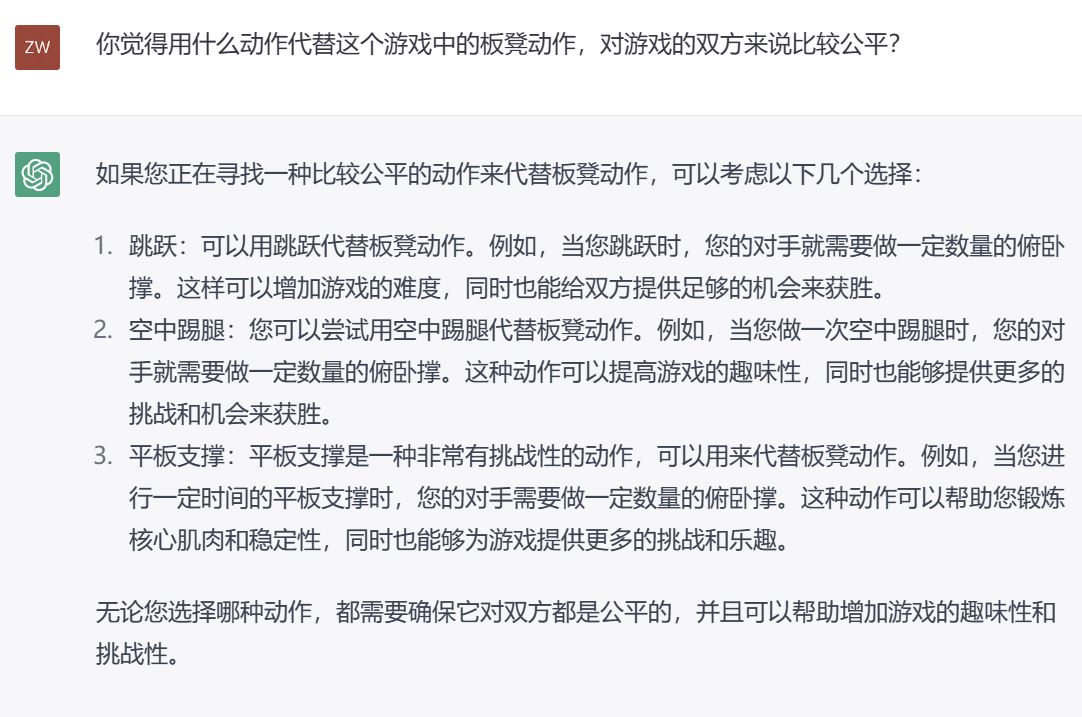 ZW
你觉得用什么动作代替这个游戏中的板凳动作，对游戏的双方来说比较公平？
如果您正在寻找一种比较公平的动作来代替板凳动作，可以考虑以下几个选择：
1. 跳跃：可以用跳跃代替板凳动作。例如，当您跳跃时，您的对手就需要做一定数量的俯卧
撑。这样可以增加游戏的难度，同时也能给双方提供足够的机会来获胜。
2. 空中踢腿：您可以尝试用空中踢腿代替板凳动作。例如，当您做一次空中踢腿时，您的对
手就需要做一定数量的俯卧撑。这种动作可以提高游戏的趣味性，同时也能够提供更多的
挑战和机会来获胜。
3. 平板支撑：平板支撑是一种非常有挑战性的动作，可以用来代替板凳动作。例如，当您进
行一定时间的平板支撑时，您的对手需要做一定数量的俯卧撑。这种动作可以帮助您锻炼
核心肌肉和稳定性，同时也能够为游戏提供更多的挑战和乐趣。
无论您选择哪种动作，都需要确保它对双方都是公平的，并且可以帮助增加游戏的趣味性和
挑战性。